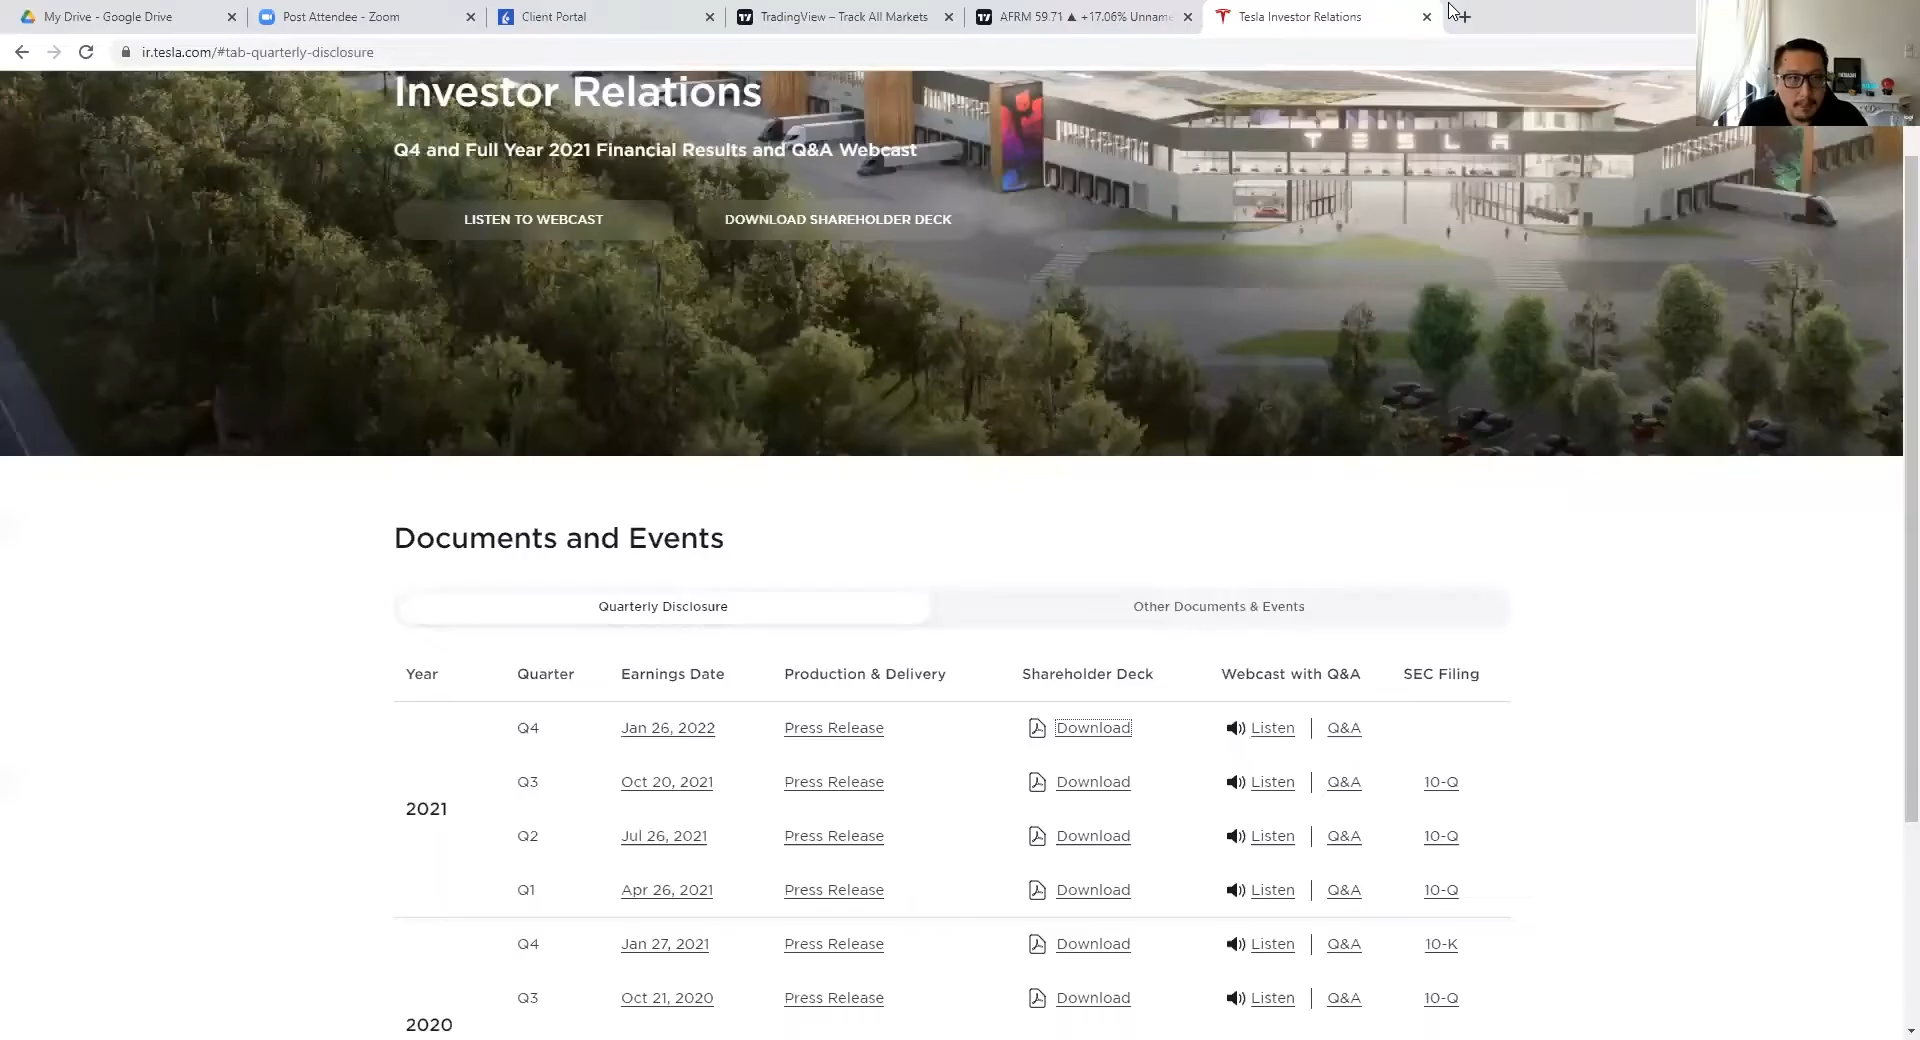 My Drive - Google Drive
Post Attendee - Zoom
Client Portal
TradingView – Track All Markets
AFRM 59.71 ▲ +17.06% Unname
Tesla Investor Relations
ir.tesla.com/#tab-quarterly-disclosure
Investor Relations
TESLA
Q4 and Full Year 2021 Financial Results and Q&A Webcast
LISTEN TO WEBCAST DOWNLOAD SHAREHOLDER DECK
Documents and Events
Quarterly Disclosure Other Documents & Events
Year Quarter Earnings Date Production & Delivery Shareholder Deck Webcast with Q&A SEC Filing
Q4 Jan 26, 2022 Press Release Download Listen | Q&A
Q3 Oct 20, 2021 Press Release Download Listen | Q&A 10-Q
2021
Q2 Jul 26, 2021 Press Release Download Listen | Q&A 10-Q
Q1 Apr 26, 2021 Press Release Download Listen | Q&A 10-Q
Q4 Jan 27, 2021 Press Release Download Listen | Q&A 10-K
Q3 Oct 21, 2020 Press Release Download Listen | Q&A 10-Q
2020